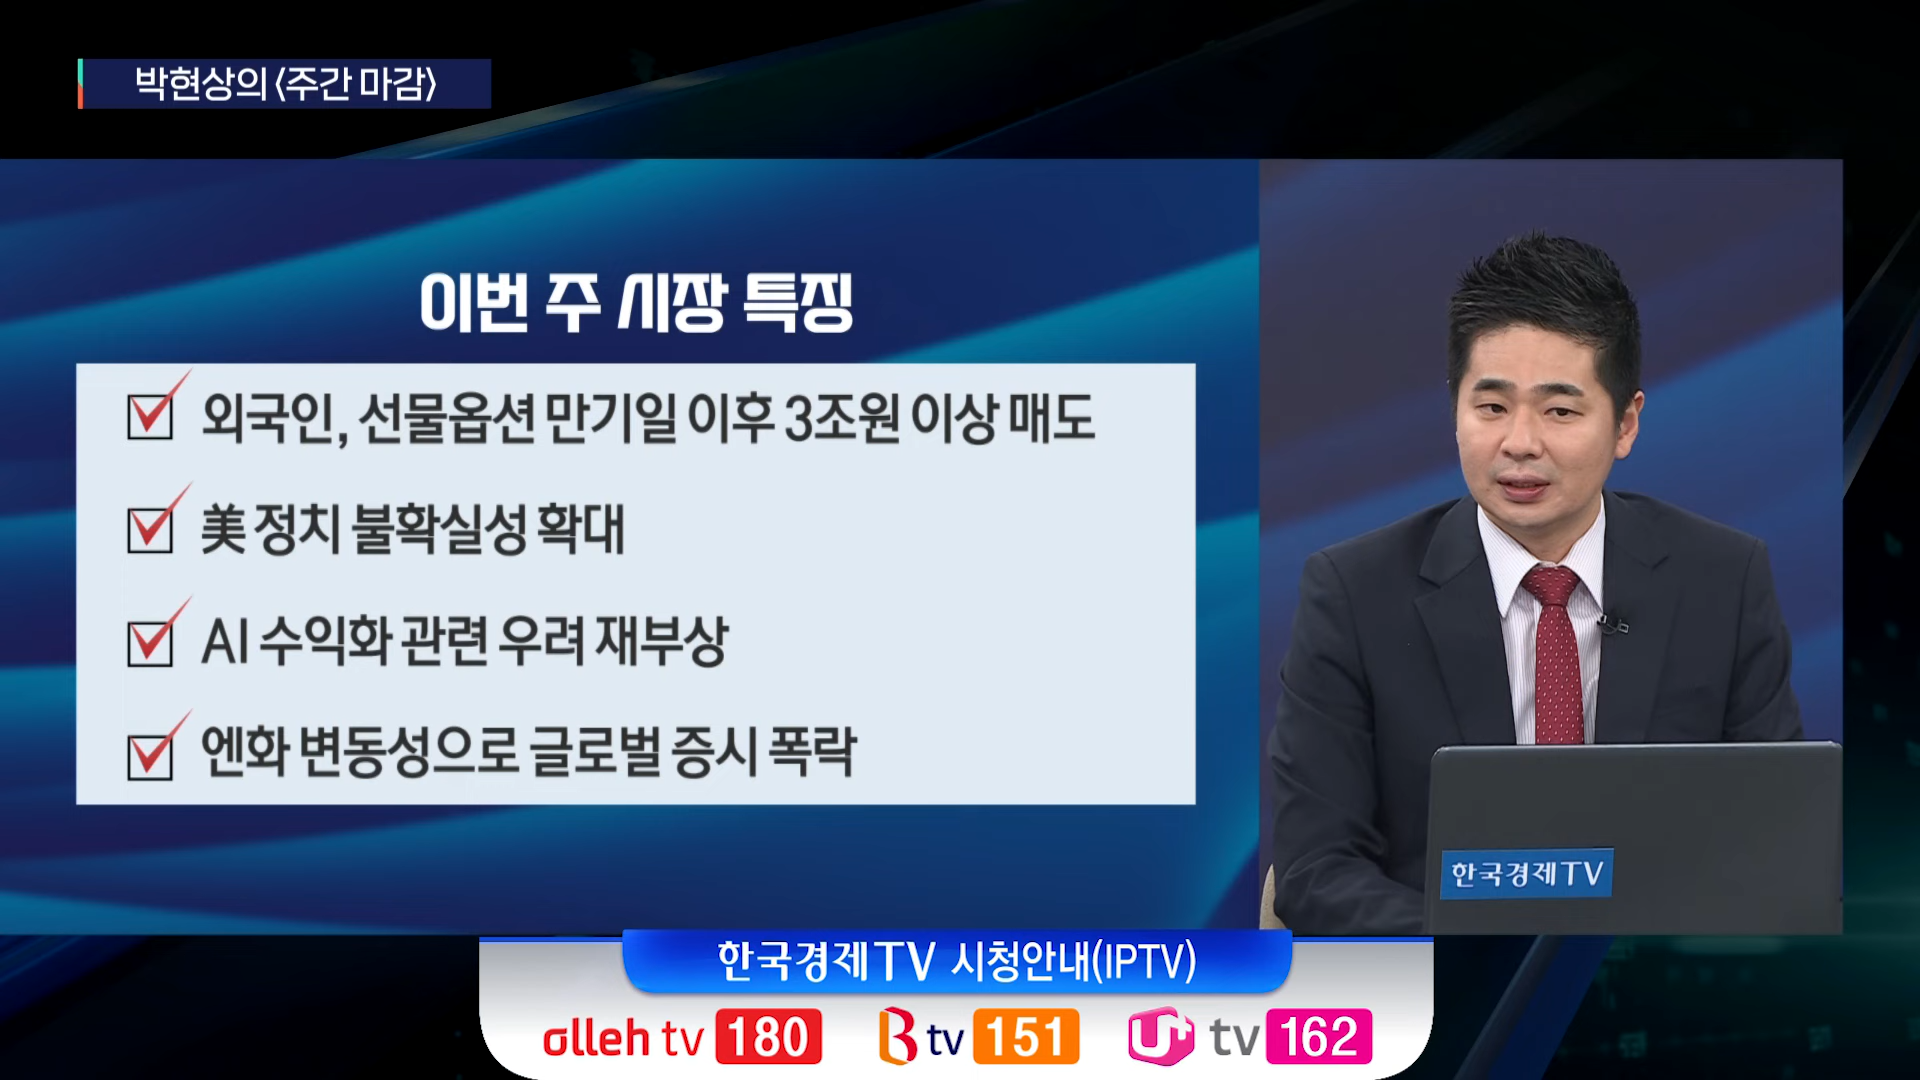 박현상의 〈주간 마감〉
이번 주 시장 특징
외국인, 선물옵션 만기일 이후 3조원 이상 매도
美 정치 불확실성 확대
AI 수익화 관련 우려 재부상
엔화 변동성으로 글로벌 증시 폭락
한국경제TV
한국경제TV 시청안내(IPTV)
olleh tv 180 B tv 151 U+ tv 162